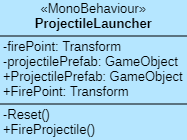 «MonoBehaviour»
ProjectileLauncher
-firePoint: Transform
-projectilePrefab: GameObject
+ProjectilePrefab: GameObject
+FirePoint: Transform
-Reset()
+FireProjectile()